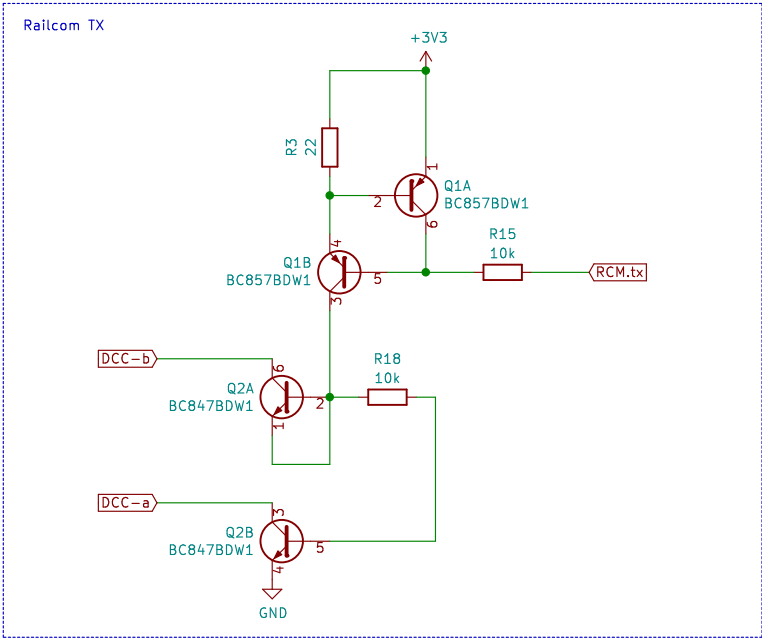 Railcom TX
+3V3
R3
22
1
Q1A
BC857BDW1
2
6
R15
10k
4
Q1B
BC857BDW1
5
3
RCM.tx
DCC-b
6
R18
10k
Q2A
BC847BDW1
2
1
DCC-a
3
Q2B
BC847BDW1
5
4
GND